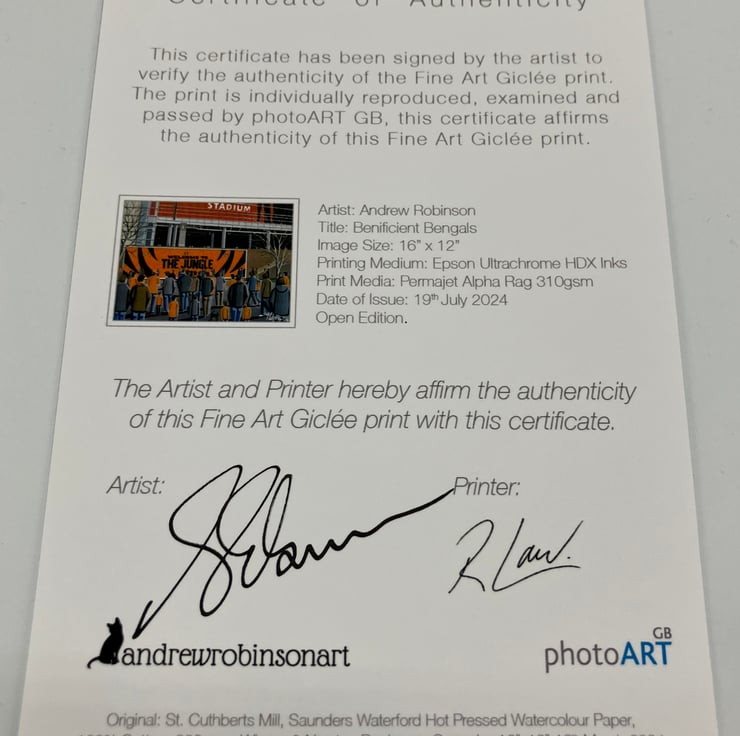 Certificate of Authenticity
This certificate has been signed by the artist to
verify the authenticity of the Fine Art Giclée print.
The print is individually reproduced, examined and
passed by photoART GB, this certificate affirms
the authenticity of this Fine Art Giclée print.
STADIUM
THE JUNGLE
Artist: Andrew Robinson
Title: Benificient Bengals
Image Size: 16" x 12"
Printing Medium: Epson Ultrachrome HDX Inks
Print Media: Permajet Alpha Rag 310gsm
Date of Issue: 19th July 2024
Open Edition.
The Artist and Printer hereby affirm the authenticity
of this Fine Art Giclée print with this certificate.
Artist:
Printer:
R Law.
andrewrobinsonart
photoART GB
Original: St. Cuthberts Mill, Saunders Waterford Hot Pressed Watercolour Paper,